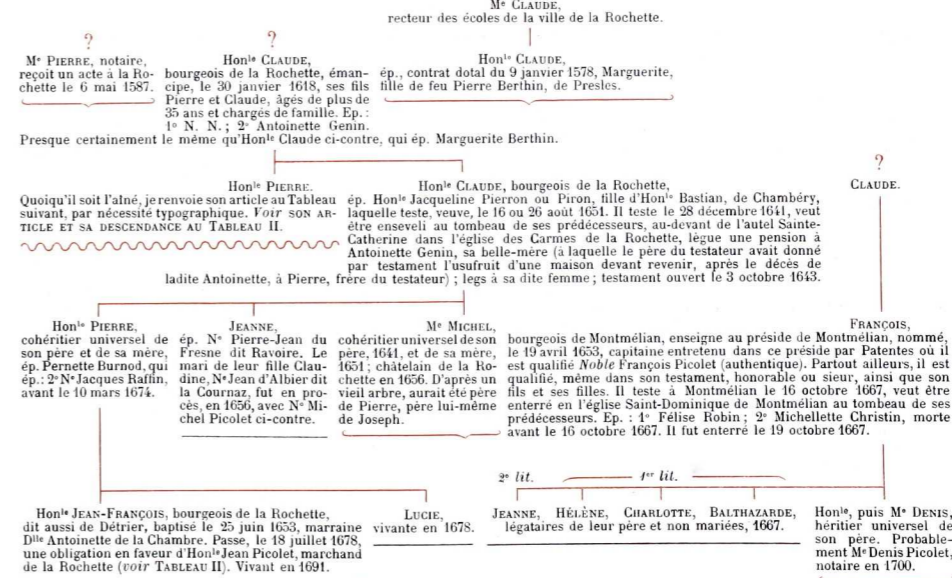 Mᵉ CLAUDE,
recteur des écoles de la ville de la Rochette.
?
Mᵉ PIERRE, notaire,
reçoit un acte à la Ro-
chette le 6 mai 1587.
?
Honˡᵉ CLAUDE,
bourgeois de la Rochette, éman-
cipe, le 30 janvier 1618, ses fils
Pierre et Claude, âgés de plus de
35 ans et chargés de famille. Ep. :
1° N. N. ; 2° Antoinette Genin.
Honˡᵉ CLAUDE,
ép., contrat dotal du 9 janvier 1578, Marguerite,
fille de feu Pierre Berthin, de Presles.
Presque certainement le même qu'Honˡᵉ Claude ci-contre, qui ép. Marguerite Berthin.
Honˡᵉ PIERRE.
Quoiqu'il soit l'aîné, je renvoie son article au Tableau
suivant, par nécessité typographique. Voir SON AR-
TICLE ET SA DESCENDANCE AU TABLEAU II.
Honˡᵉ CLAUDE, bourgeois de la Rochette,
ép. Honˡᵉ Jacqueline Pierron ou Piron, fille d'Honˡᵉ Bastian, de Chambéry,
laquelle teste, veuve, le 16 ou 26 août 1651. Il teste le 28 décembre 1641, veut
être enseveli au tombeau de ses prédécesseurs, au-devant de l'autel Sainte-
Catherine dans l'église des Carmes de la Rochette, lègue une pension à
Antoinette Genin, sa belle-mère (à laquelle le père du testateur avait donné
par testament l'usufruit d'une maison devant revenir, après le décès de
ladite Antoinette, à Pierre, frère du testateur) ; legs à sa dite femme ; testament ouvert le 3 octobre 1643.
?
CLAUDE.
Honˡᵉ PIERRE,
cohéritier universel de
son père et de sa mère,
ép. Pernette Burnod, qui
ép. : 2° Nᵉ Jacques Raffin,
avant le 10 mars 1674.
JEANNE,
ép. Nᵉ Pierre-Jean du
Fresne dit Ravoire. Le
mari de leur fille Clau-
dine, Nᵉ Jean d'Albier dit
la Cournaz, fut en pro-
cès, en 1656, avec Nᵉ Mi-
chel Picolet ci-contre.
Mᵉ MICHEL,
cohéritier universel de son
père, 1641, et de sa mère,
1651 ; châtelain de la Ro-
chette en 1656. D'après un
vieil arbre, aurait été père
de Pierre, père lui-même
de Joseph.
FRANÇOIS,
bourgeois de Montmélian, enseigne au préside de Montmélian, nommé,
le 19 avril 1653, capitaine entretenu dans ce préside par Patentes où il
est qualifié Noble François Picolet (authentique). Partout ailleurs, il est
qualifié, même dans son testament, honorable ou sieur, ainsi que son
fils et ses filles. Il teste à Montmélian le 16 octobre 1667, veut être
enterré en l'église Saint-Dominique de Montmélian au tombeau de ses
prédécesseurs. Ep. : 1° Félise Robin ; 2° Michellette Christin, morte
avant le 16 octobre 1667. Il fut enterré le 19 octobre 1667.
2ᵉ lit. 1ᵉʳ lit.
Honˡᵉ JEAN-FRANÇOIS, bourgeois de la Rochette,
dit aussi de Détrier, baptisé le 25 juin 1653, marraine
Dˡˡᵉ Antoinette de la Chambre. Passe, le 18 juillet 1678,
une obligation en faveur d'Honˡᵉ Jean Picolet, marchand
de la Rochette (voir TABLEAU II). Vivant en 1691.
LUCIE,
vivante en 1678.
JEANNE, HÉLÈNE, CHARLOTTE, BALTHAZARDE,
légataires de leur père et non mariées, 1667.
Honˡᵉ, puis Mᵉ DENIS,
héritier universel de
son père. Probable-
ment Mᵉ Denis Picolet,
notaire en 1700.